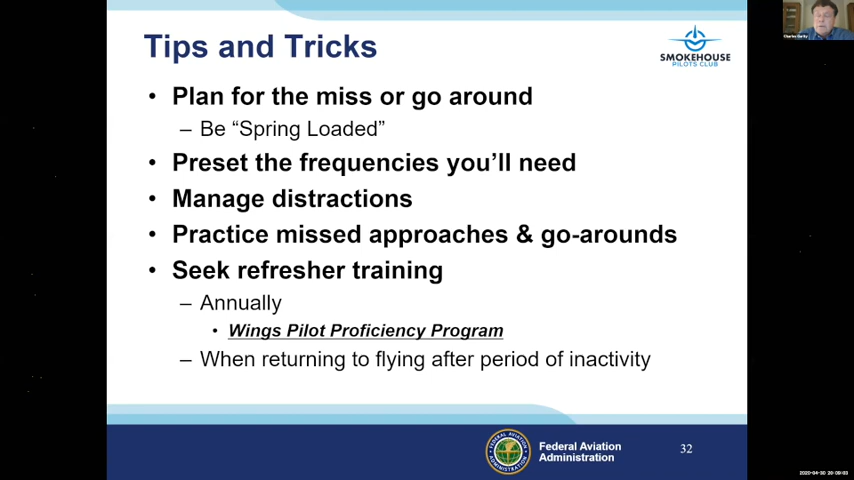 Tips and Tricks
SMOKEHOUSE
PILOTS CLUB
• Plan for the miss or go around
– Be “Spring Loaded”
• Preset the frequencies you’ll need
• Manage distractions
• Practice missed approaches & go-arounds
• Seek refresher training
– Annually
• Wings Pilot Proficiency Program
– When returning to flying after period of inactivity
Federal Aviation
Administration
32